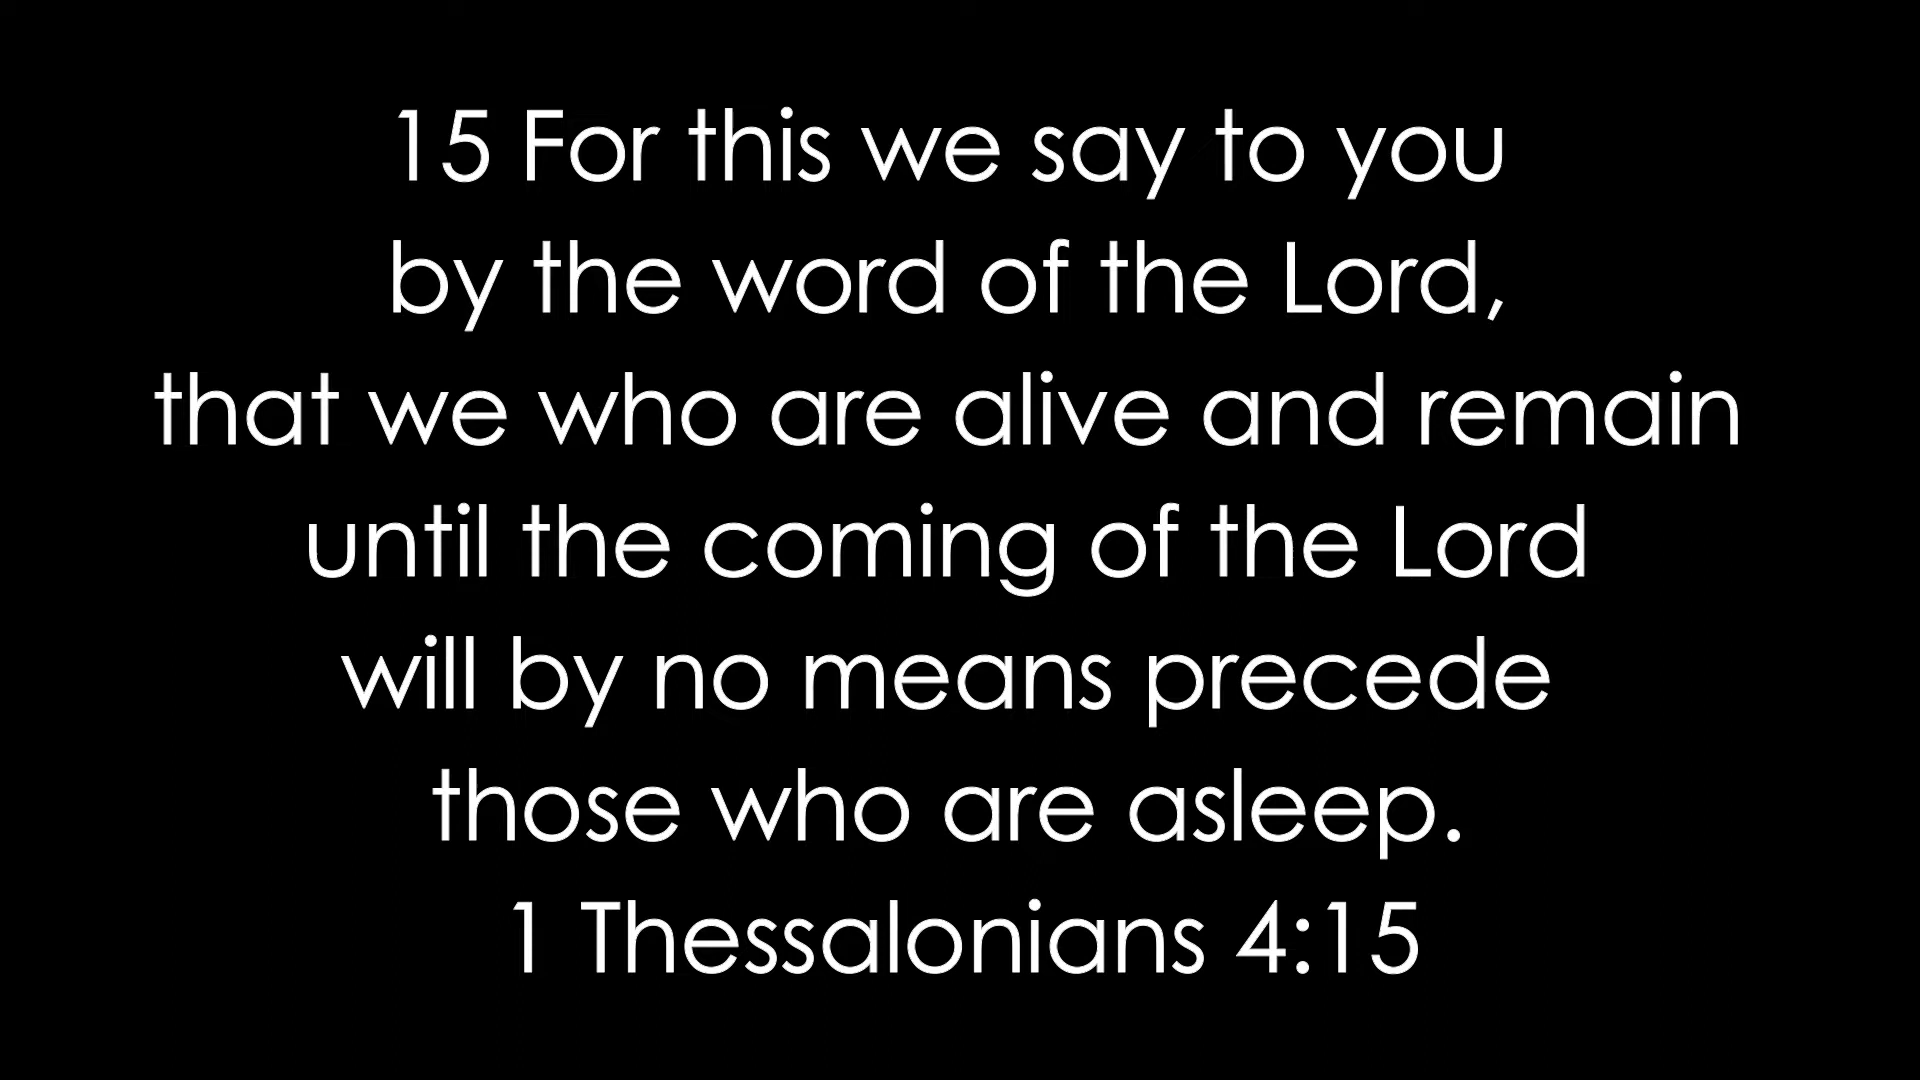 15 For this we say to you
by the word of the Lord,
that we who are alive and remain
until the coming of the Lord
will by no means precede
those who are asleep.
1 Thessalonians 4:15